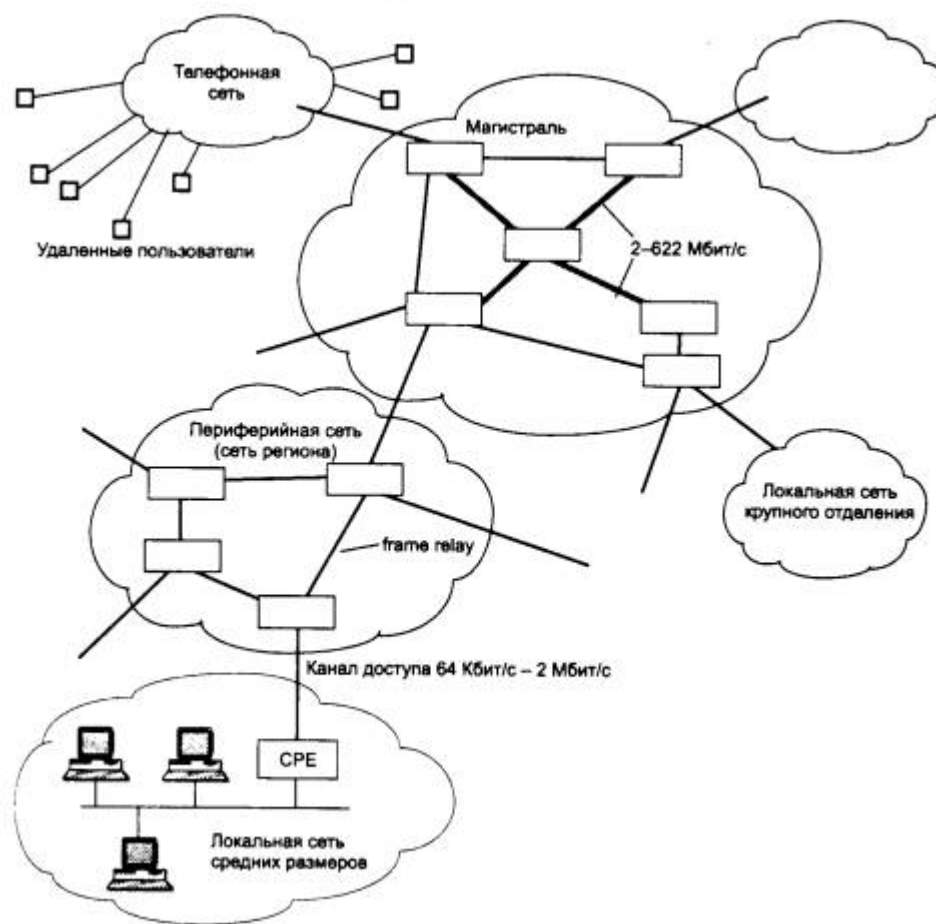 Телефонная
сеть
Магистраль
Удаленные пользователи
2–622 Мбит/с
Периферийная сеть
(сеть региона)
Локальная сеть
крупного отделения
frame relay
Канал доступа 64 Кбит/с – 2 Мбит/с
CPE
Локальная сеть
средних размеров